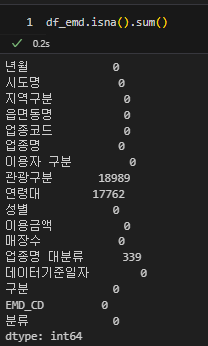 1 df_emd.isna().sum()
✓ 0.2s
년월 0
시도명 0
지역구분 0
읍면동명 0
업종코드 0
업종명 0
이용자 구분 0
관광구분 18989
연령대 17762
성별 0
이용금액 0
매장수 0
업종명 대분류 339
데이터기준일자 0
구분 0
EMD_CD 0
분류 0
dtype: int64